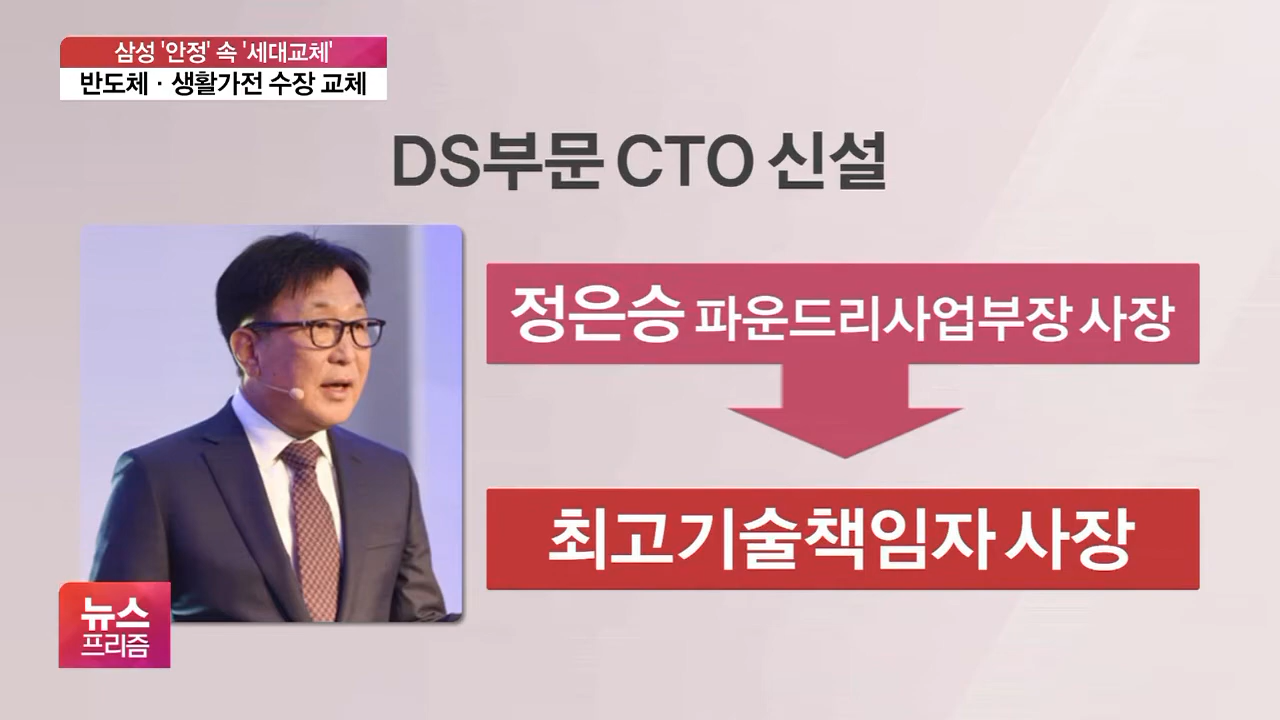 삼성 '안정' 속 '세대교체'
반도체·생활가전 수장 교체
DS부문 CTO 신설
정은승 파운드리사업부장 사장
최고기술책임자 사장
뉴스
프리즘